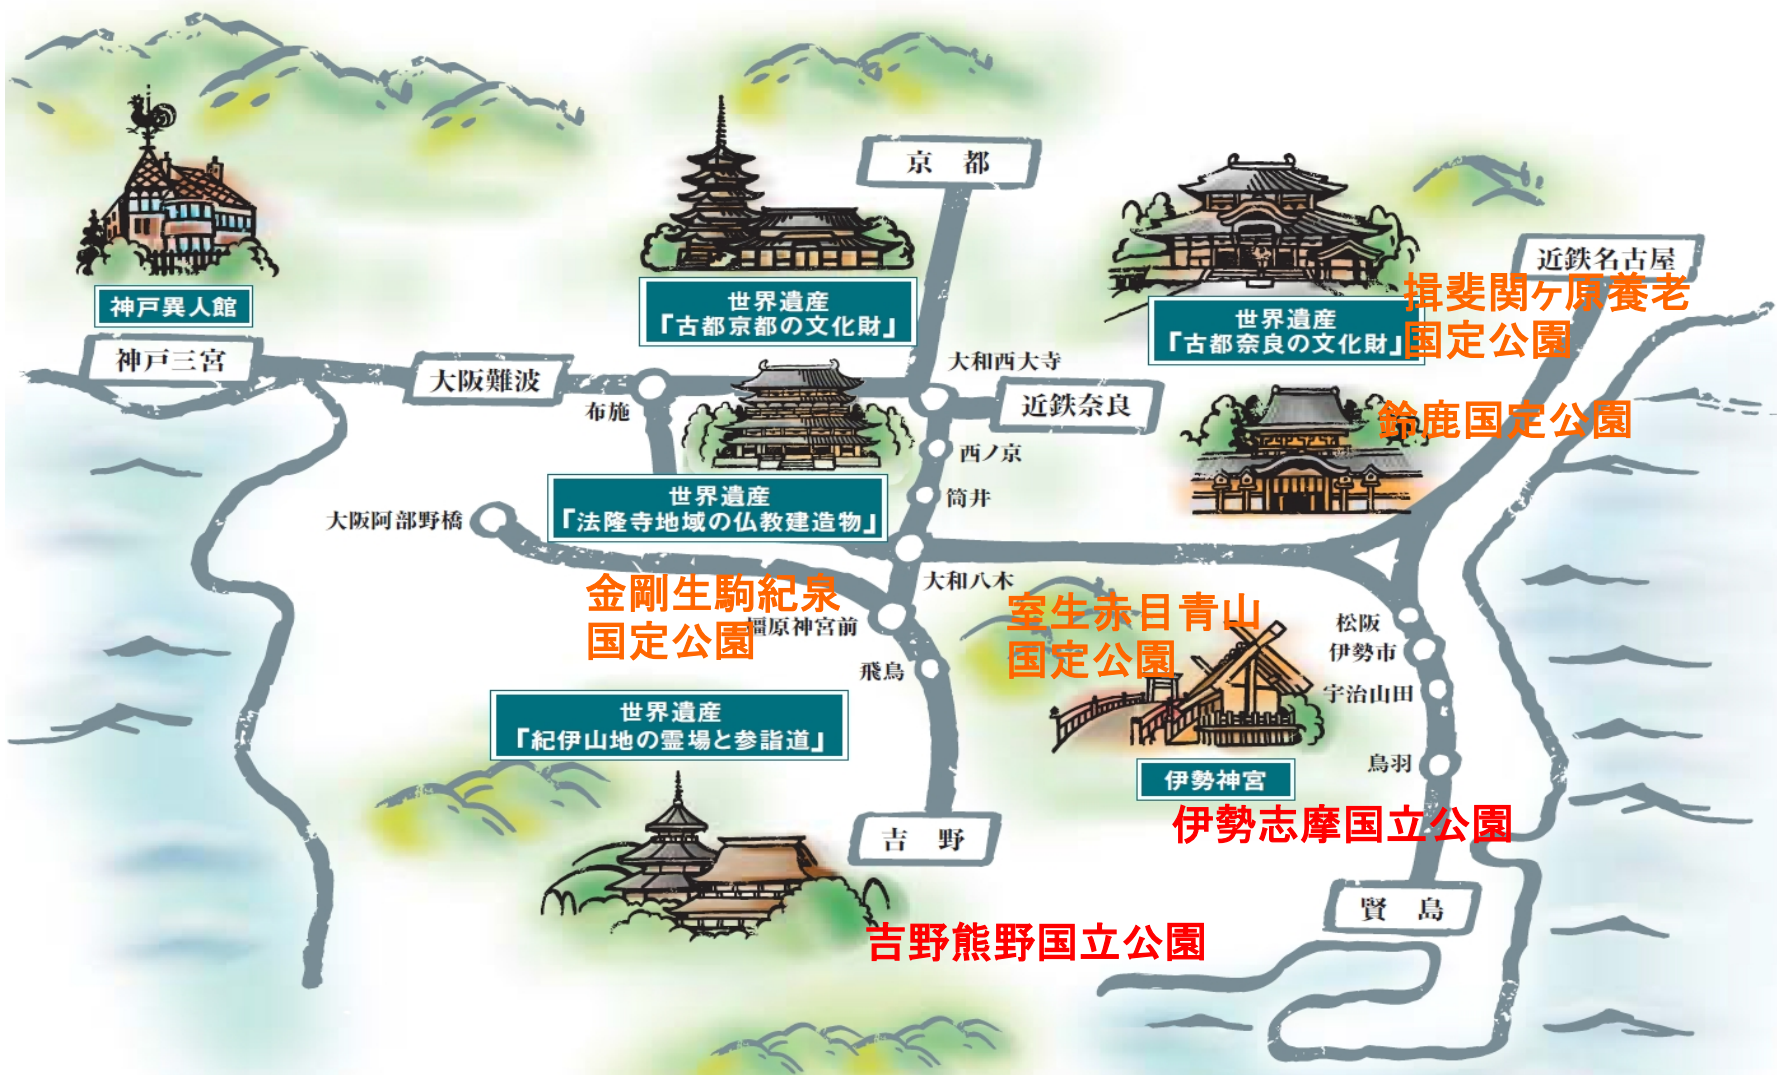 京 都
近鉄名古屋
揖斐関ヶ原養老
国定公園
神戸異人館
世界遺産
「古都京都の文化財」
世界遺産
「古都奈良の文化財」
神戸三宮
大阪難波
布施
大和西大寺
近鉄奈良
鈴鹿国定公園
西ノ京
筒井
世界遺産
「法隆寺地域の仏教建造物」
大阪阿部野橋
大和八木
金剛生駒紀泉
国定公園
橿原神宮前
室生赤目青山
国定公園
松阪
伊勢市
宇治山田
飛鳥
世界遺産
「紀伊山地の霊場と参詣道」
鳥羽
伊勢神宮
伊勢志摩国立公園
吉 野
賢 島
吉野熊野国立公園